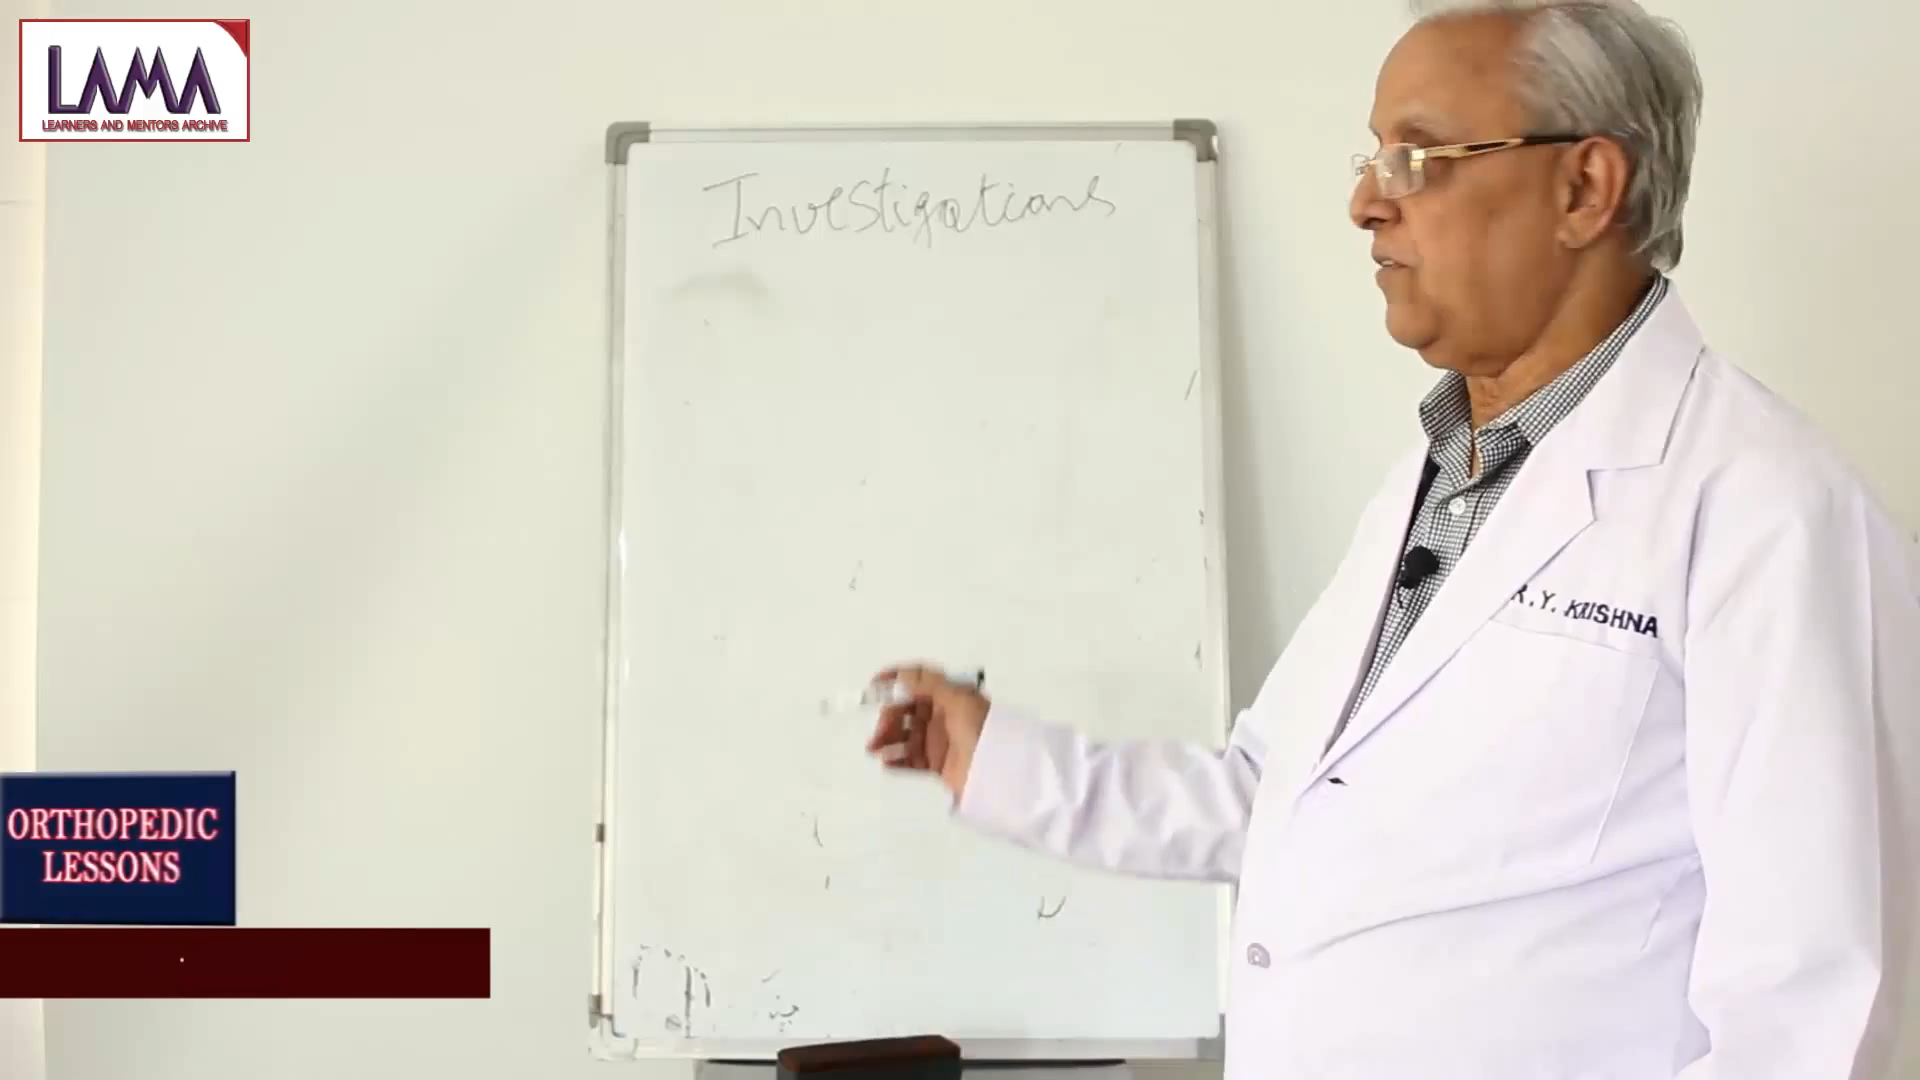 LAMA
LEARNERS AND MENTORS ARCHIVE
Investigations
R.Y. KRISHNA
ORTHOPEDIC
LESSONS